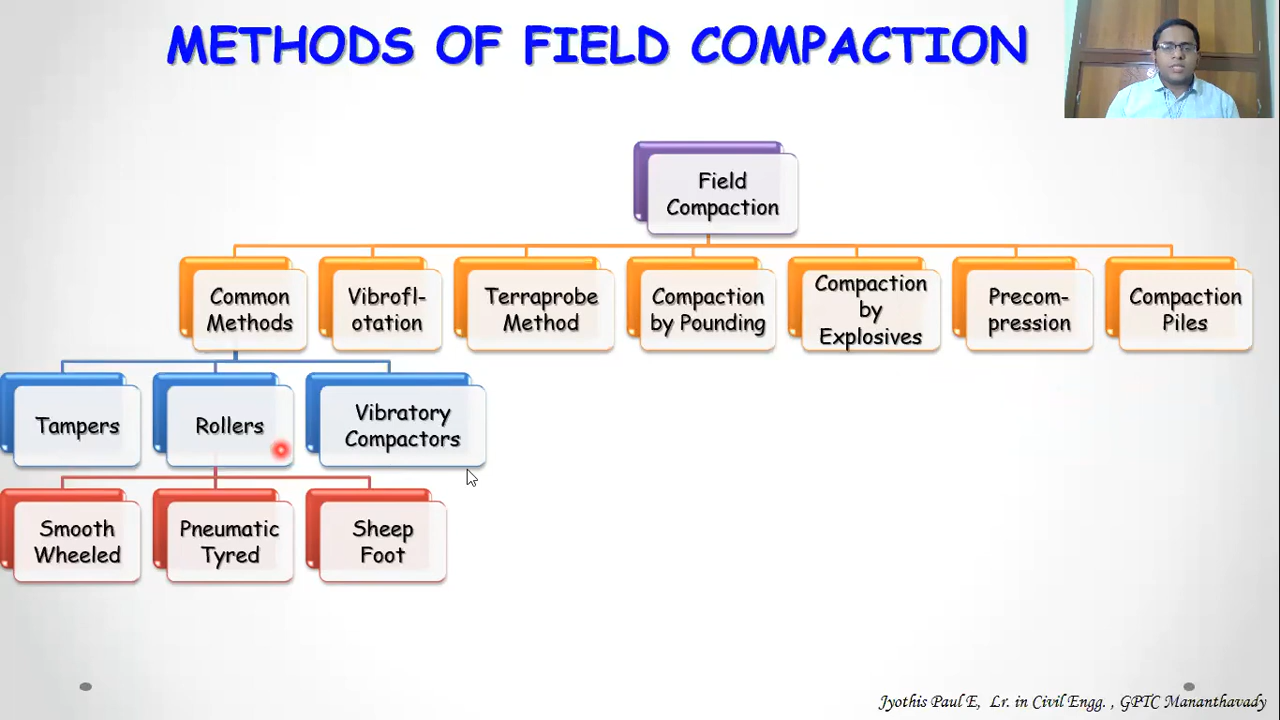 METHODS OF FIELD COMPACTION
Field
Compaction
Common
Methods
Vibrofl-
otation
Terraprobe
Method
Compaction
by Pounding
Compaction
by
Explosives
Precom-
pression
Compaction
Piles
Tampers
Rollers
Vibratory
Compactors
Smooth
Wheeled
Pneumatic
Tyred
Sheep
Foot
Jyothis Paul E, Lr. in Civil Engg. , GPTC Mananthavady